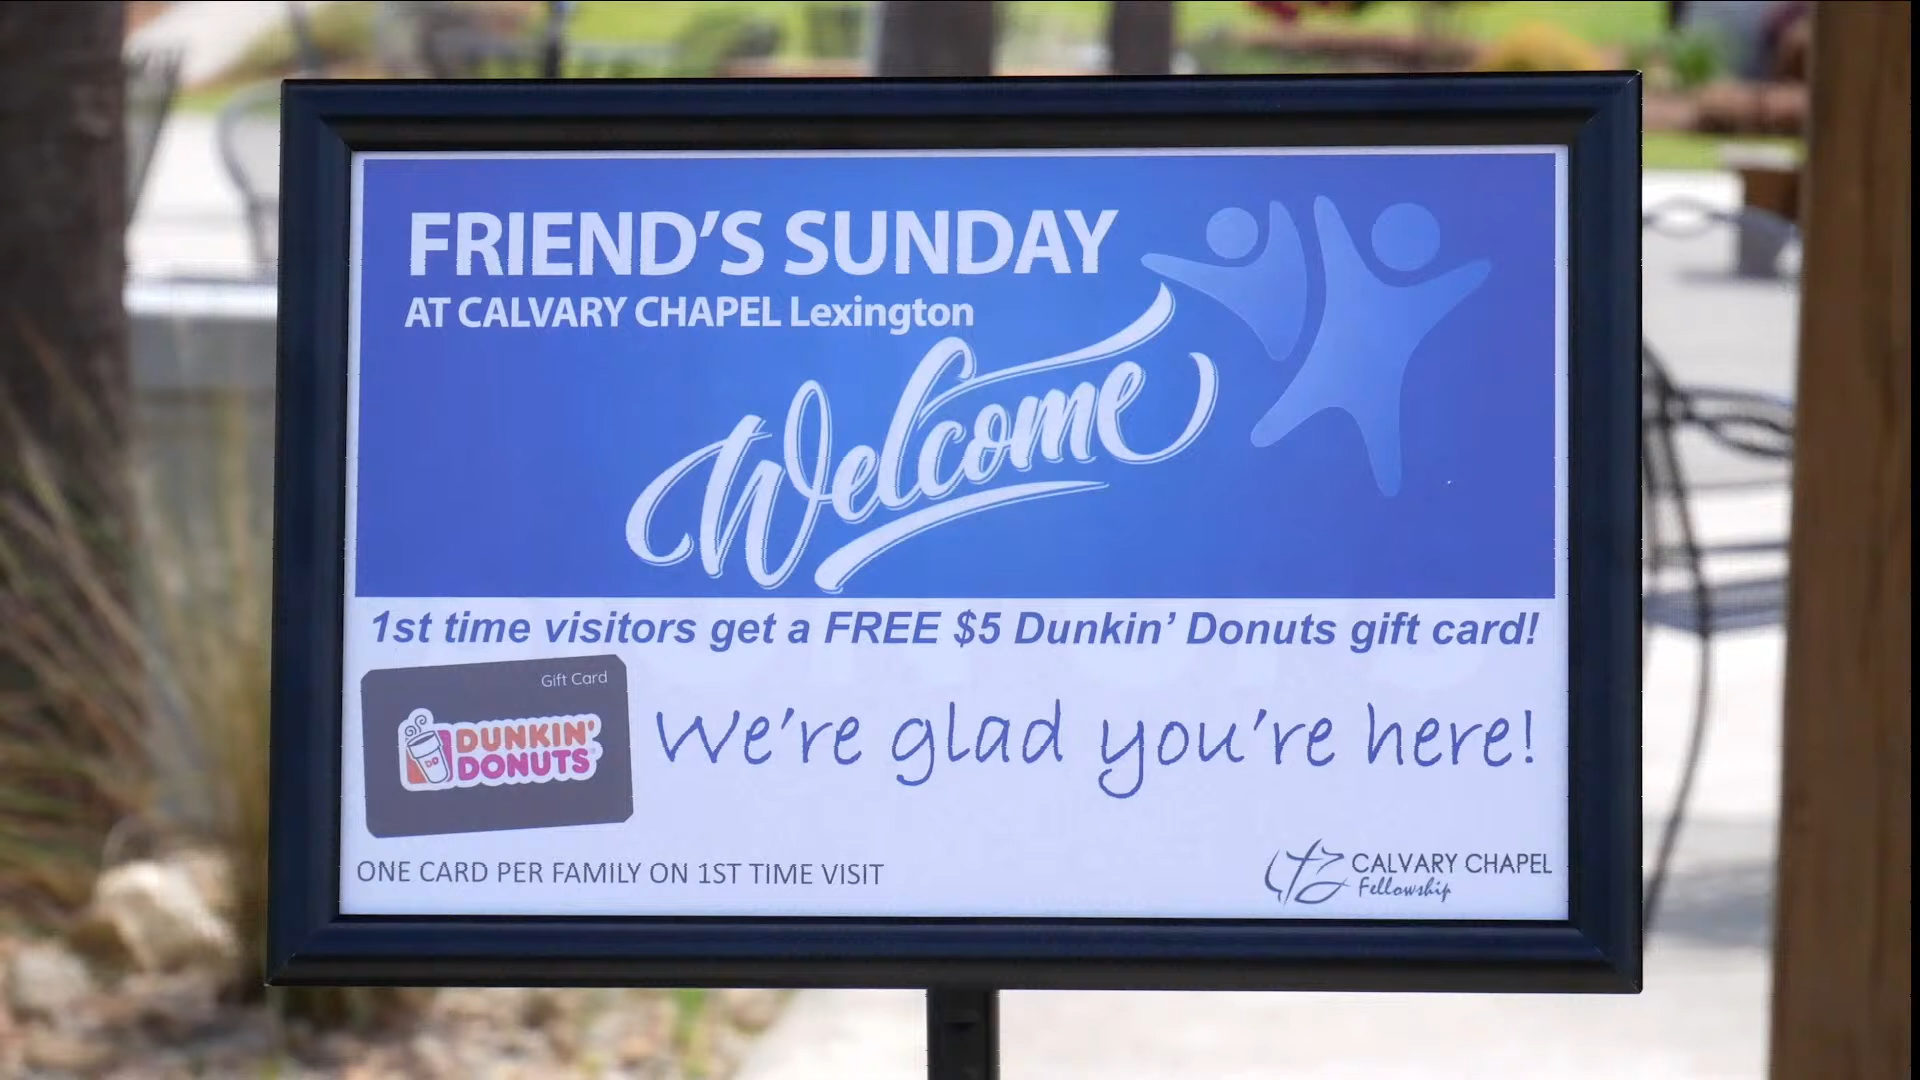 FRIEND'S SUNDAY
AT CALVARY CHAPEL Lexington
Welcome
1st time visitors get a FREE $5 Dunkin' Donuts gift card!
Gift Card
DUNKIN'
DONUTS
DD
We're glad you're here!
ONE CARD PER FAMILY ON 1ST TIME VISIT
CALVARY CHAPEL
Fellowship